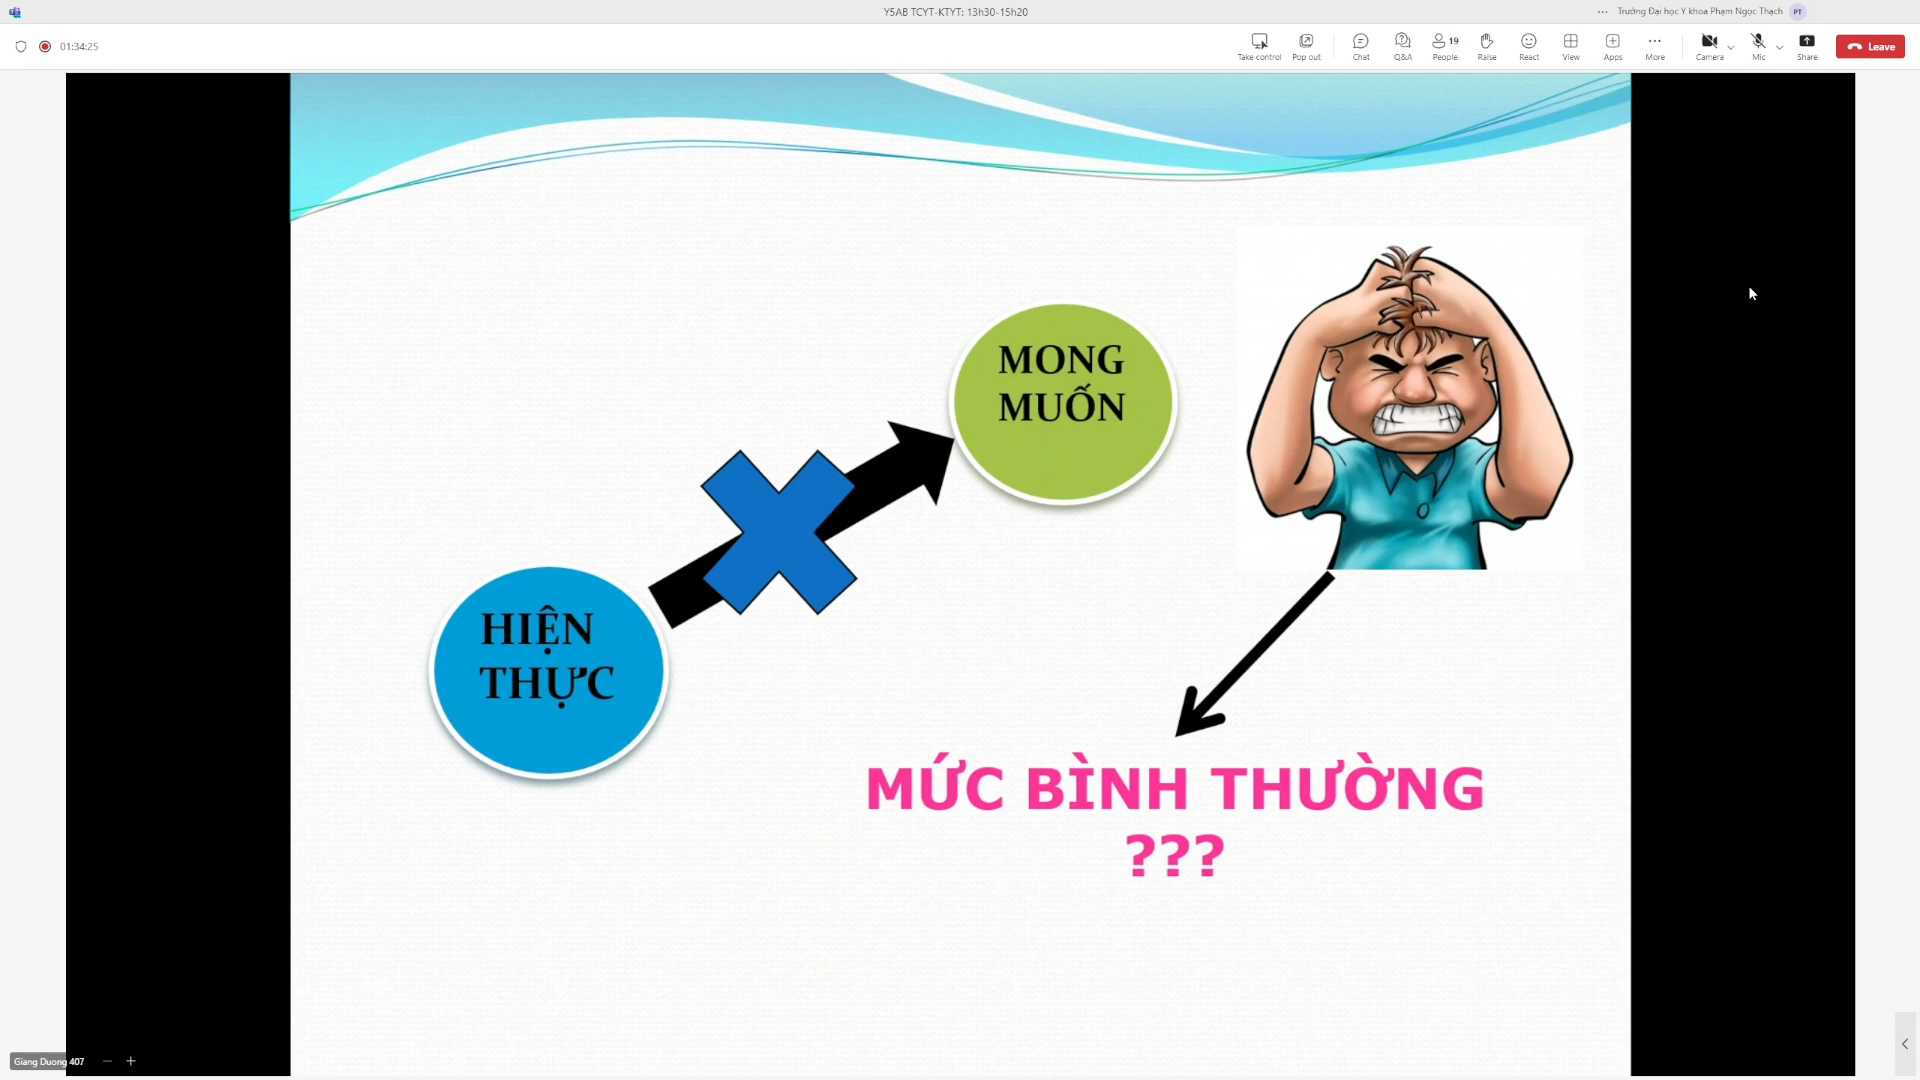 Y5AB TCYT-KTYT: 13h30-15h20
Trường Đại học Y khoa Phạm Ngọc Thạch
PT
01:34:25
Take control
Pop out
Chat
Q&A
19
People
Raise
React
View
Apps
More
Camera
Mic
Share
Leave
MONG
MUỐN
HIỆN
THỰC
MỨC BÌNH THƯỜNG
???
Giang Duong 407